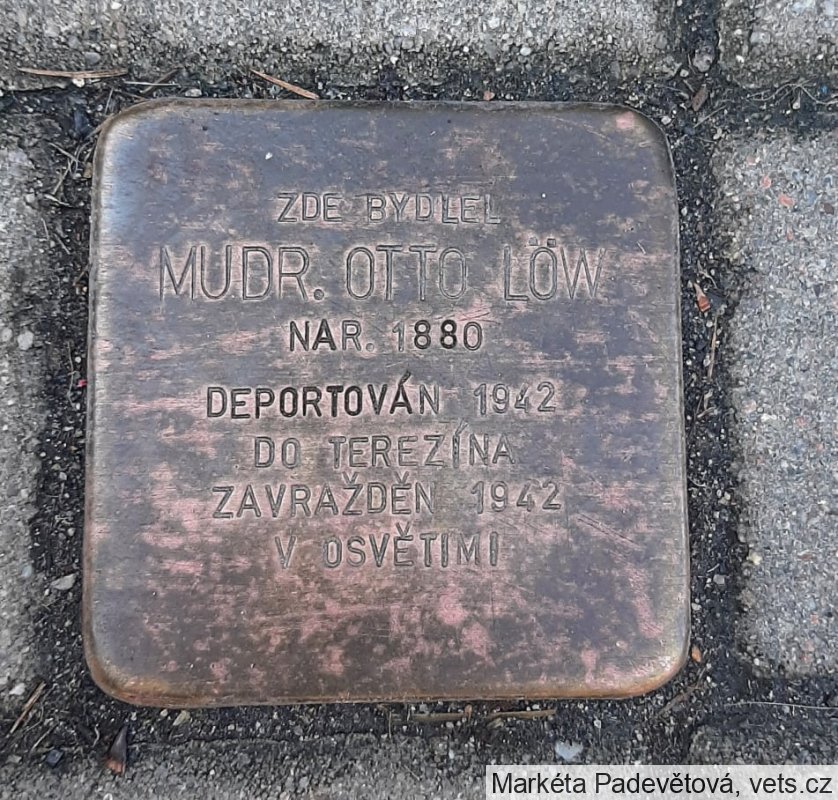 ZDE BYDLEL
MUDR. OTTO LÖW
NAR. 1880
DEPORTOVÁN 1942
DO TEREZÍNA
ZAVRAŽDĚN 1942
V OSVĚTIMI
Markéta Padevětová, vets.cz